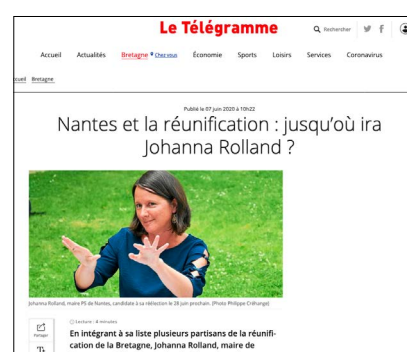 Le Télégramme
Rechercher
Accueil Actualités Bretagne Chez vous Économie Sports Loisirs Services Coronavirus
cueil Bretagne
Publié le 07 juin 2020 à 10h22
Nantes et la réunification : jusqu'où ira
Johanna Rolland ?
Johanna Rolland, maire PS de Nantes, candidate à sa réélection le 28 juin prochain. (Photo Philippe Créhange)
Partager
Lecture : 4 minutes
En intégrant à sa liste plusieurs partisans de la réunifi-
cation de la Bretagne, Johanna Rolland, maire de